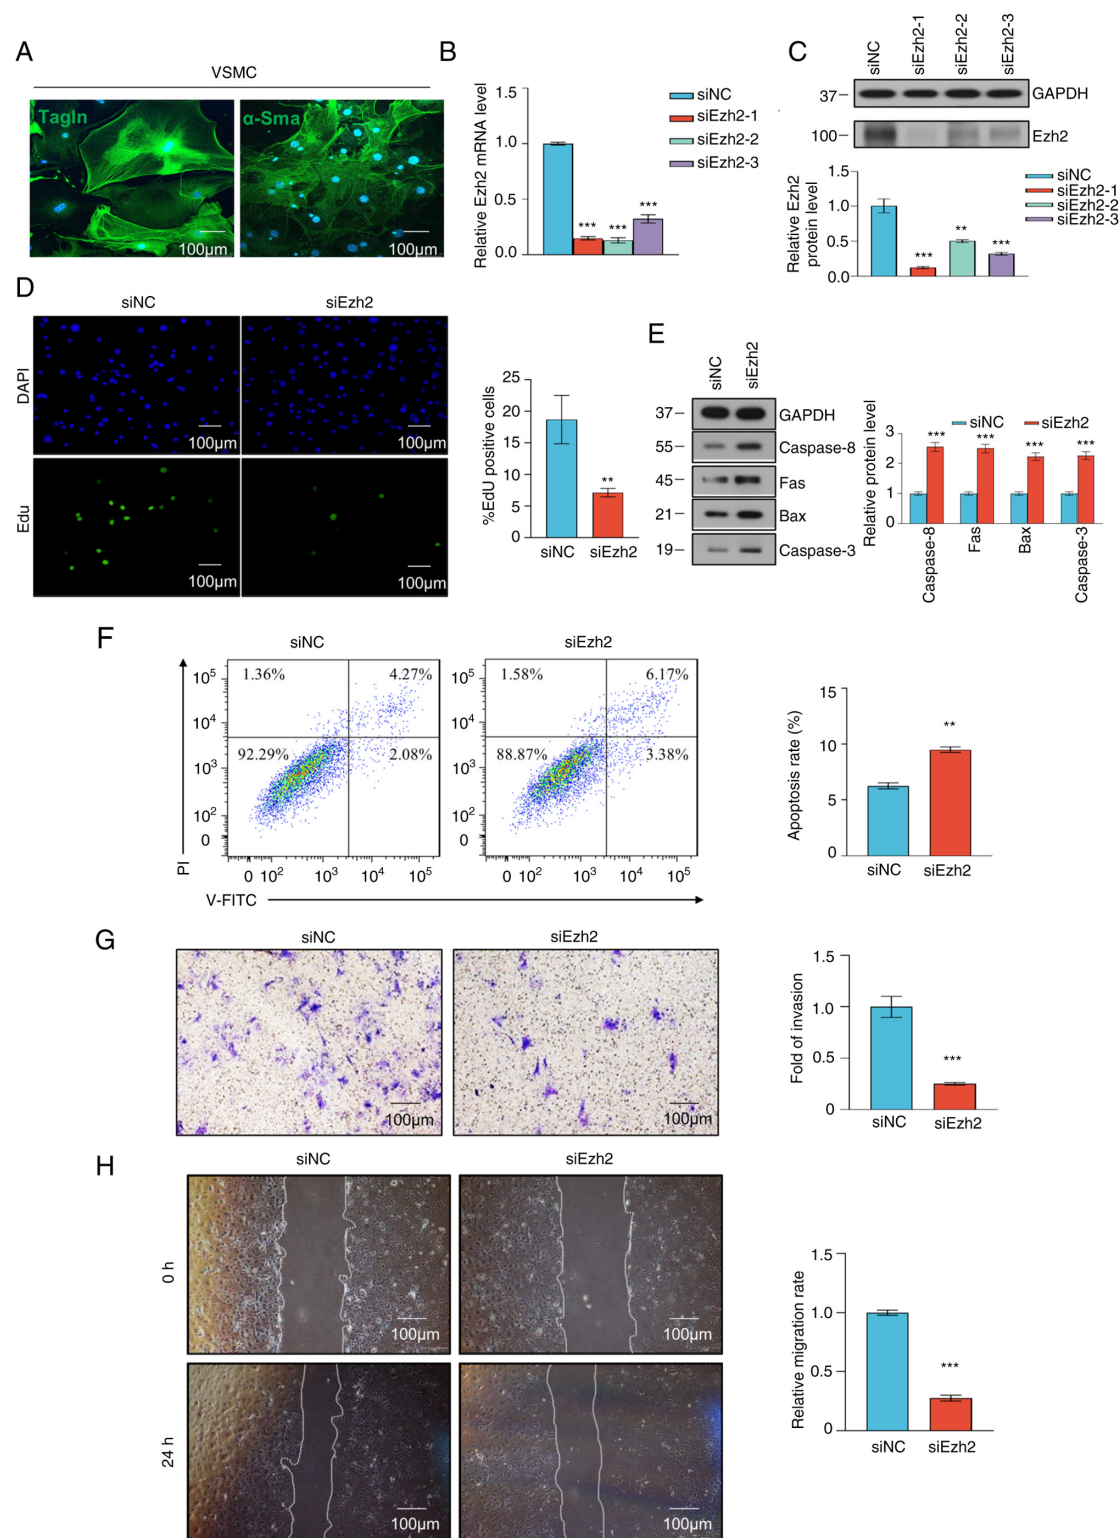 A
VSMC
Tagln
α-Sma
100μm
100μm
B
Relative Ezh2 mRNA level
1.5
1.0
0.5
0.0
***
***
***
siNC
siEzh2-1
siEzh2-2
siEzh2-3
C
siNC
siEzh2-1
siEzh2-2
siEzh2-3
37
GAPDH
100
Ezh2
Relative Ezh2
protein level
1.5
1.0
0.5
0.0
***
**
***
siNC
siEzh2-1
siEzh2-2
siEzh2-3
D
siNC
siEzh2
DAPI
100μm
100μm
Edu
100μm
100μm
%EdU positive cells
25
20
15
10
5
0
**
siNC
siEzh2
E
siNC
siEzh2
37
GAPDH
55
Caspase-8
45
Fas
21
Bax
19
Caspase-3
siNC
siEzh2
Relative protein level
3
2
1
0
***
***
***
***
Caspase-8
Fas
Bax
Caspase-3
F
siNC
siEzh2
PI
10⁵
10⁴
10³
10²
0
1.36%
4.27%
92.29%
2.08%
0 10² 10³ 10⁴ 10⁵
10⁵
10⁴
10³
10²
0
1.58%
6.17%
88.87%
3.38%
0 10² 10³ 10⁴ 10⁵
V-FITC
Apoptosis rate (%)
15
10
5
0
**
siNC
siEzh2
G
siNC
siEzh2
100μm
100μm
Fold of invasion
1.5
1.0
0.5
0
***
siNC
siEzh2
H
siNC
siEzh2
0 h
100μm
100μm
24 h
100μm
100μm
Relative migration rate
1.5
1.0
0.5
0
***
siNC
siEzh2